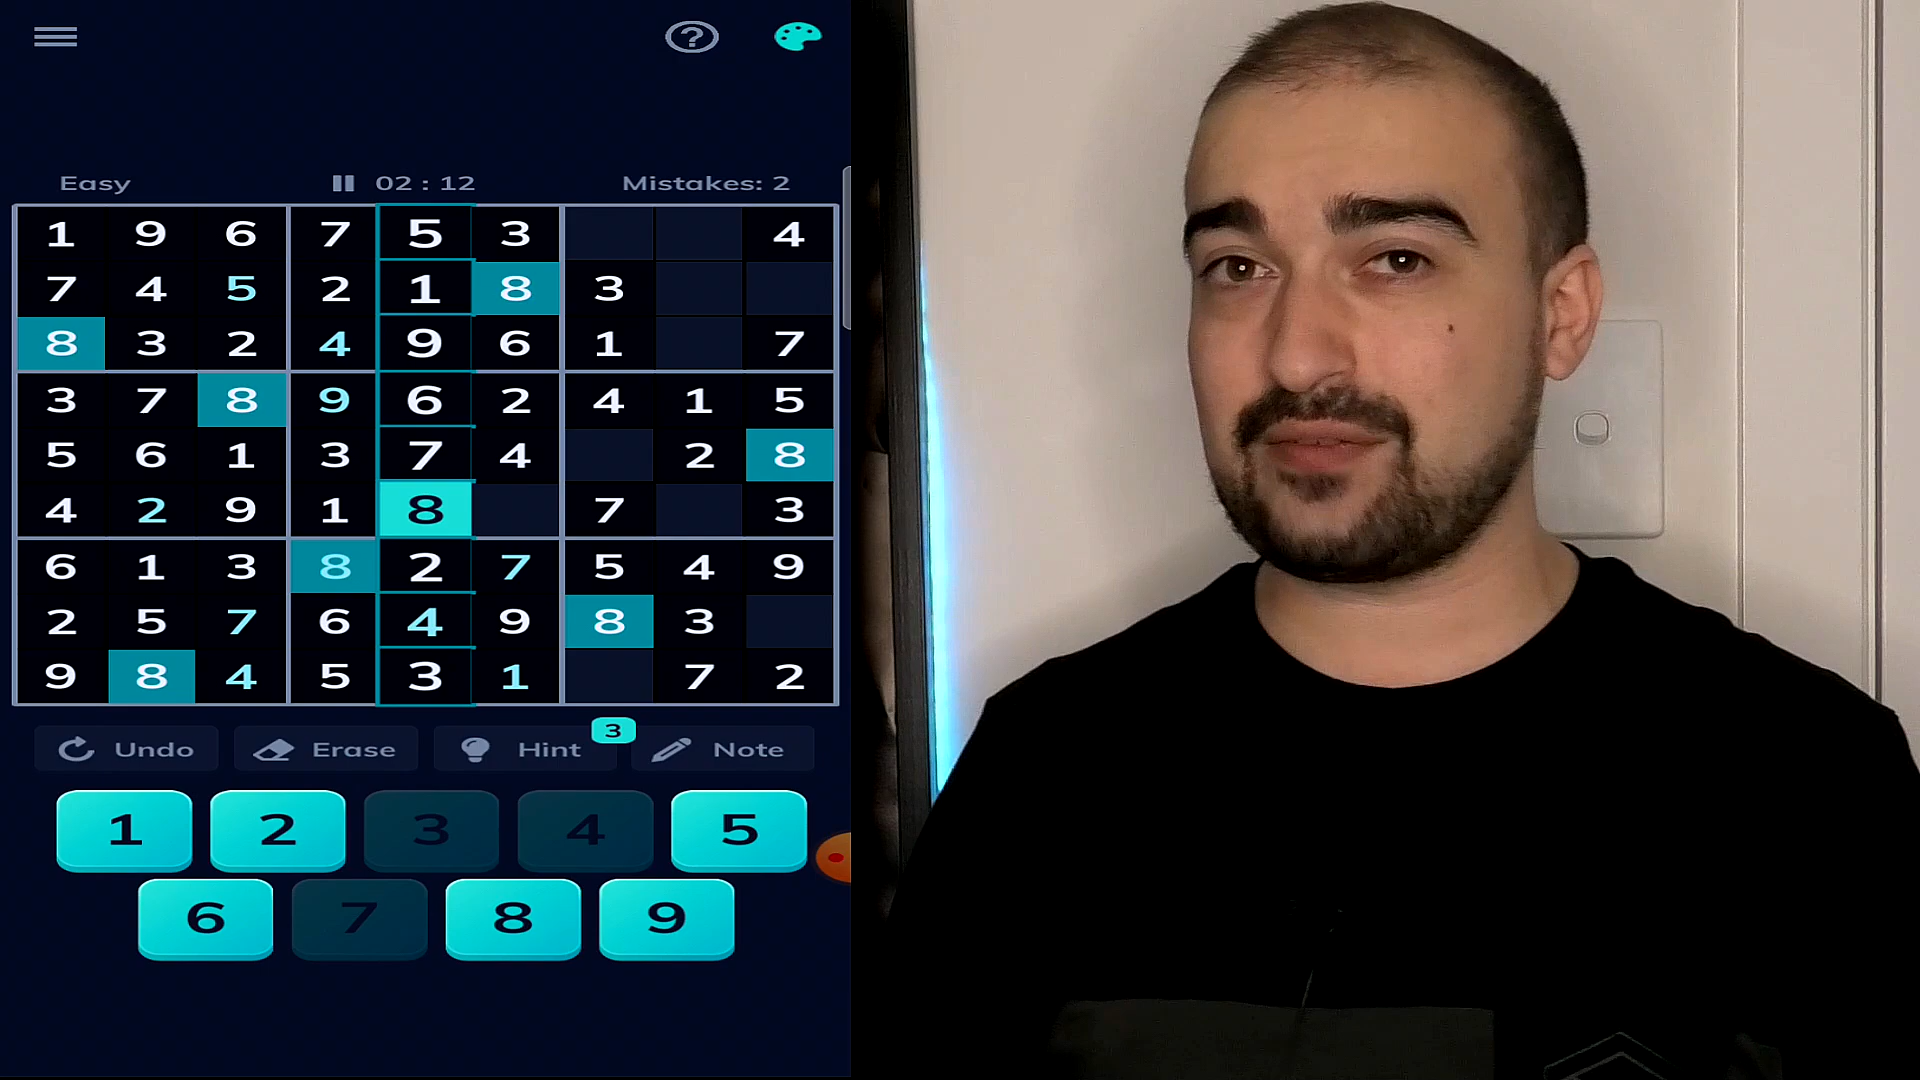 Easy 02 : 12 Mistakes: 2
1 9 6 7 5 3 4
7 4 5 2 1 8 3
8 3 2 4 9 6 1 7
3 7 8 9 6 2 4 1 5
5 6 1 3 7 4 2 8
4 2 9 1 8 7 3
6 1 3 8 2 7 5 4 9
2 5 7 6 4 9 8 3
9 8 4 5 3 1 7 2
3
Undo Erase Hint Note
1 2 3 4 5
6 7 8 9